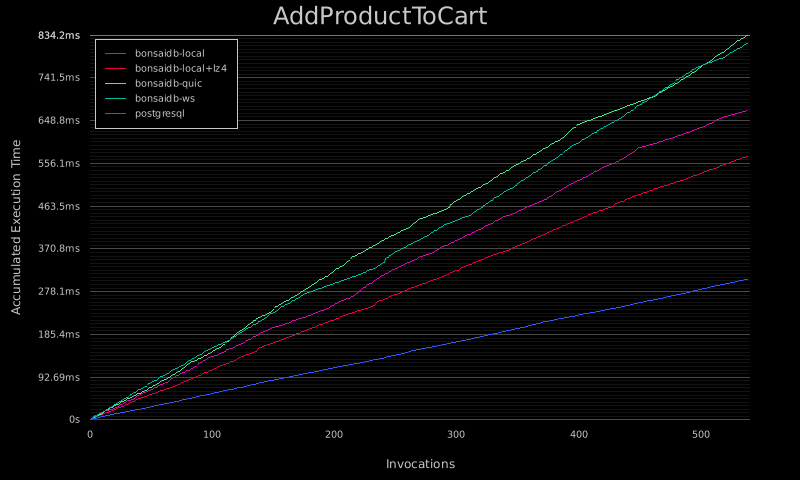 AddProductToCart
834.2ms
741.5ms
648.8ms
556.1ms
463.5ms
370.8ms
278.1ms
185.4ms
92.69ms
0s
Accumulated Execution Time
bonsaidb-local
bonsaidb-local+lz4
bonsaidb-quic
bonsaidb-ws
postgresql
0 100 200 300 400 500
Invocations